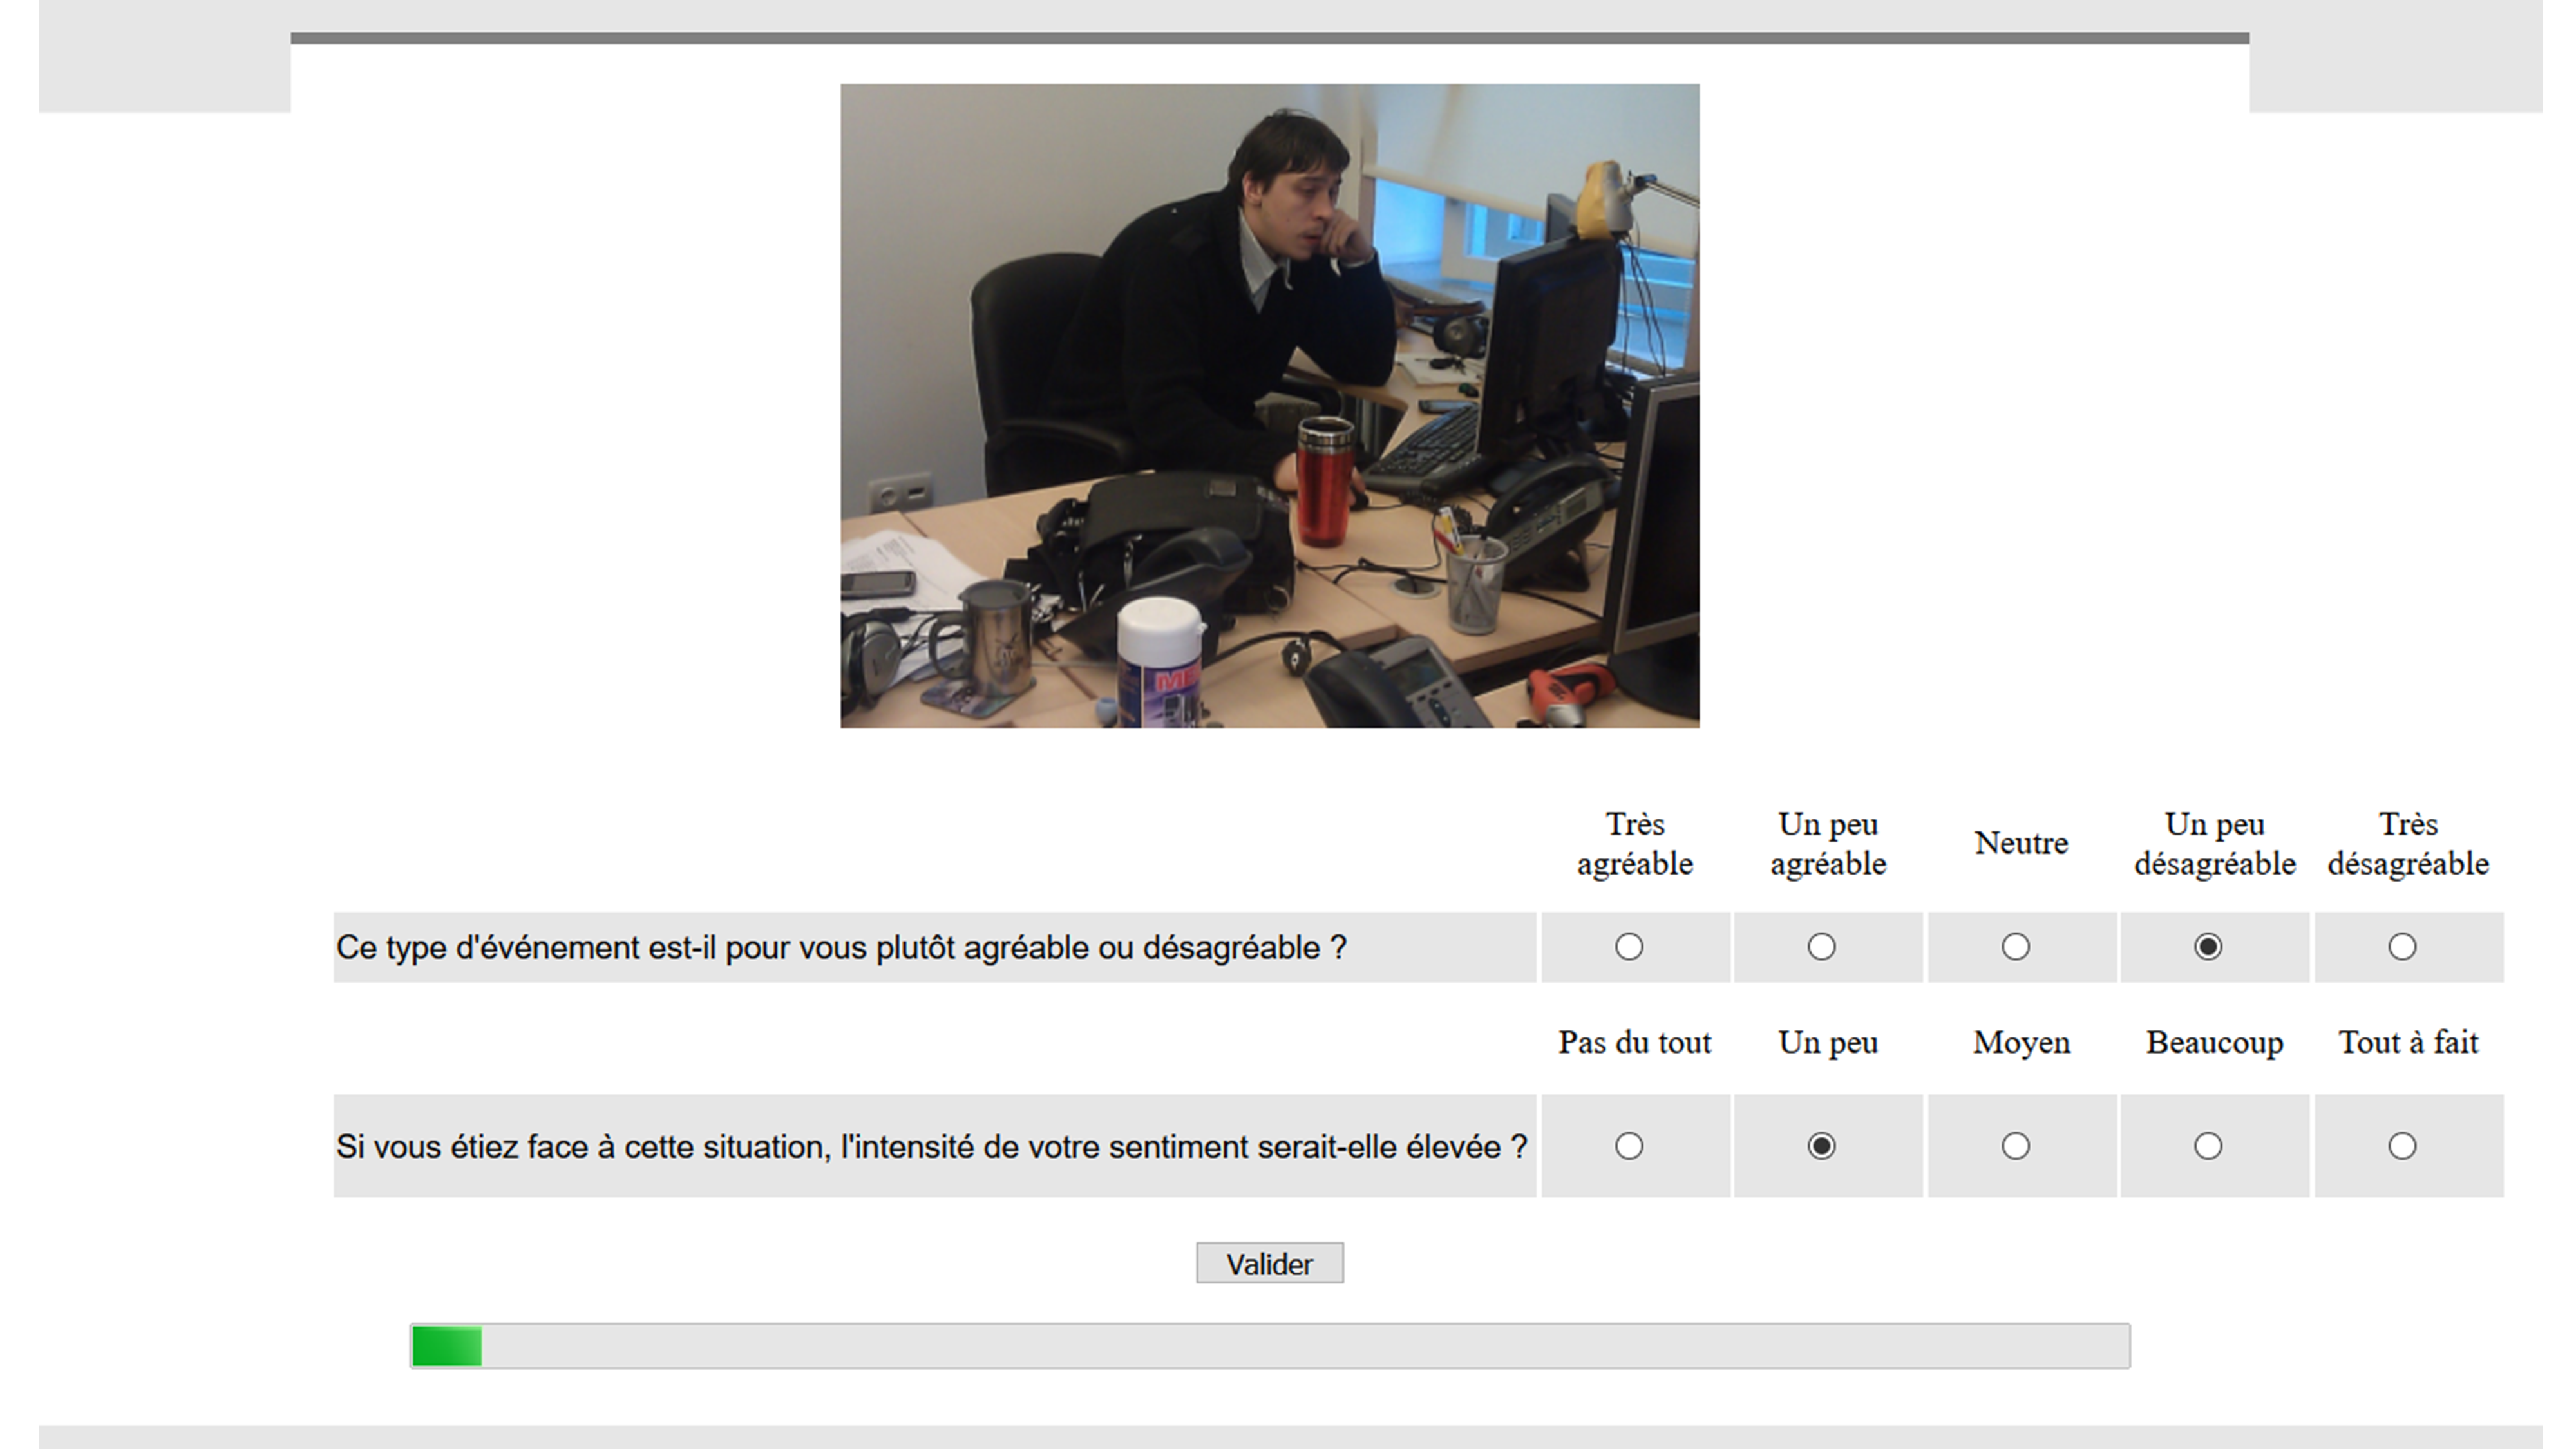 ME
Très
agréable
Un peu
agréable
Neutre
Un peu
désagréable
Très
désagréable
Ce type d'événement est-il pour vous plutôt agréable ou désagréable ?
Pas du tout
Un peu
Moyen
Beaucoup
Tout à fait
Si vous étiez face à cette situation, l'intensité de votre sentiment serait-elle élevée ?
Valider